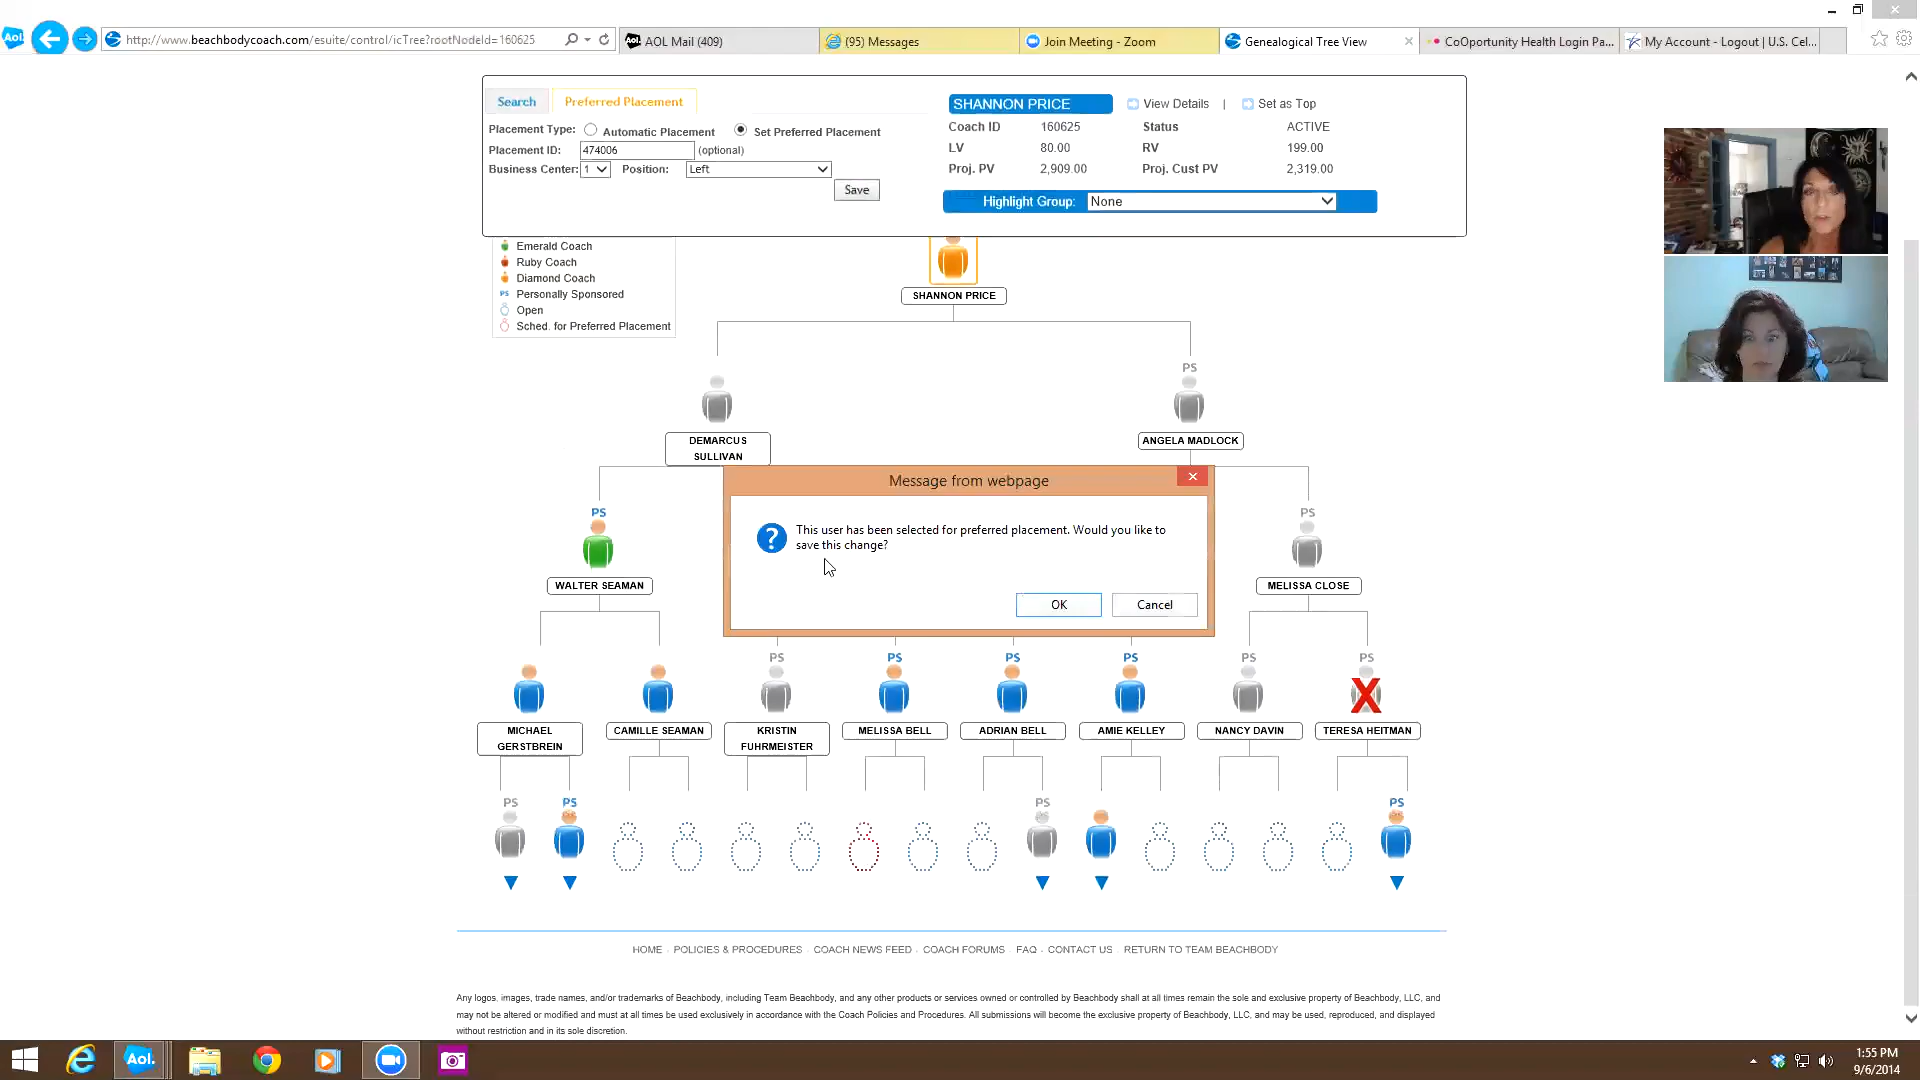 Aol.
http://www.beachbodycoach.com/esuite/control/icTree?rootNodeId=160625
Aol. AOL Mail (409)
(95) Messages
Join Meeting - Zoom
Genealogical Tree View
CoOportunity Health Login Pa...
My Account - Logout | U.S. Cel...
Search
Preferred Placement
Placement Type: Automatic Placement Set Preferred Placement
Placement ID: 474006 (optional)
Business Center: 1 Position: Left
Save
SHANNON PRICE View Details | Set as Top
Coach ID 160625 Status ACTIVE
LV 80.00 RV 199.00
Proj. PV 2,909.00 Proj. Cust PV 2,319.00
Highlight Group: None
Emerald Coach
Ruby Coach
Diamond Coach
PS Personally Sponsored
Open
Sched. for Preferred Placement
SHANNON PRICE
PS
DEMARCUS
SULLIVAN
ANGELA MADLOCK
Message from webpage
This user has been selected for preferred placement. Would you like to
save this change?
OK Cancel
PS
WALTER SEAMAN
PS
MELISSA CLOSE
PS PS PS PS PS PS
MICHAEL
GERSTBREIN
CAMILLE SEAMAN
KRISTIN
FUHRMEISTER
MELISSA BELL
ADRIAN BELL
AMIE KELLEY
NANCY DAVIN
TERESA HEITMAN
PS PS PS PS
HOME - POLICIES & PROCEDURES - COACH NEWS FEED - COACH FORUMS - FAQ - CONTACT US - RETURN TO TEAM BEACHBODY
Any logos, images, trade names, and/or trademarks of Beachbody, including Team Beachbody, and any other products or services owned or controlled by Beachbody shall at all times remain the sole and exclusive property of Beachbody, LLC, and
may not be altered or modified and must at all times be used exclusively in accordance with the Coach Policies and Procedures. All submissions will become the exclusive property of Beachbody, LLC, and may be used, reproduced, and displayed
without restriction and in its sole discretion.
Aol.
1:55 PM
9/6/2014